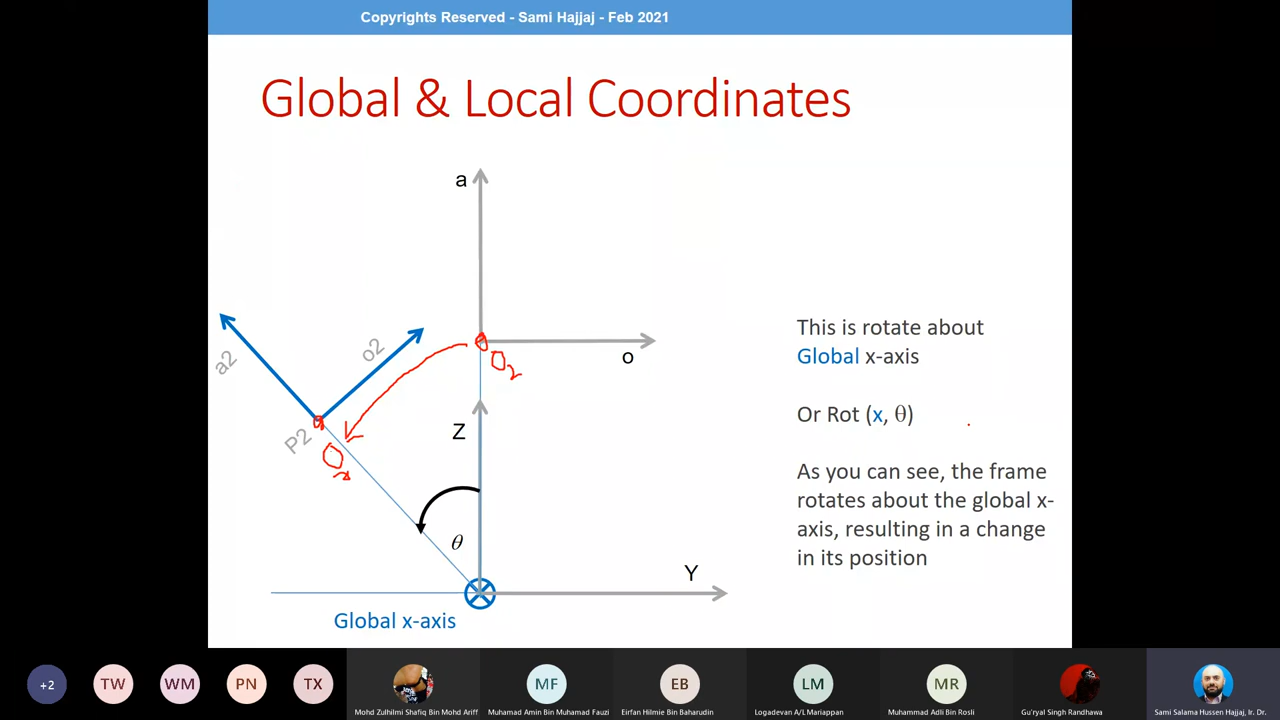 Copyrights Reserved - Sami Hajjaj - Feb 2021
Global & Local Coordinates
a
o
O2
a2
o2
P2
O2
Z
θ
Y
Global x-axis
This is rotate about
Global x-axis
Or Rot (x, θ)
As you can see, the frame
rotates about the global x-
axis, resulting in a change
in its position
+2
TW
WM
PN
TX
MF
EB
LM
MR
Mohd Zulhilmi Shafiq Bin Mohd Ariff
Muhamad Amin Bin Muhamad Fauzi
Eirfan Hilmie Bin Baharudin
Logadevan A/L Mariappan
Muhammad Adli Bin Rosli
Gu'ryal Singh Randhawa
Sami Salama Hussen Hajjaj, Ir. Dr.